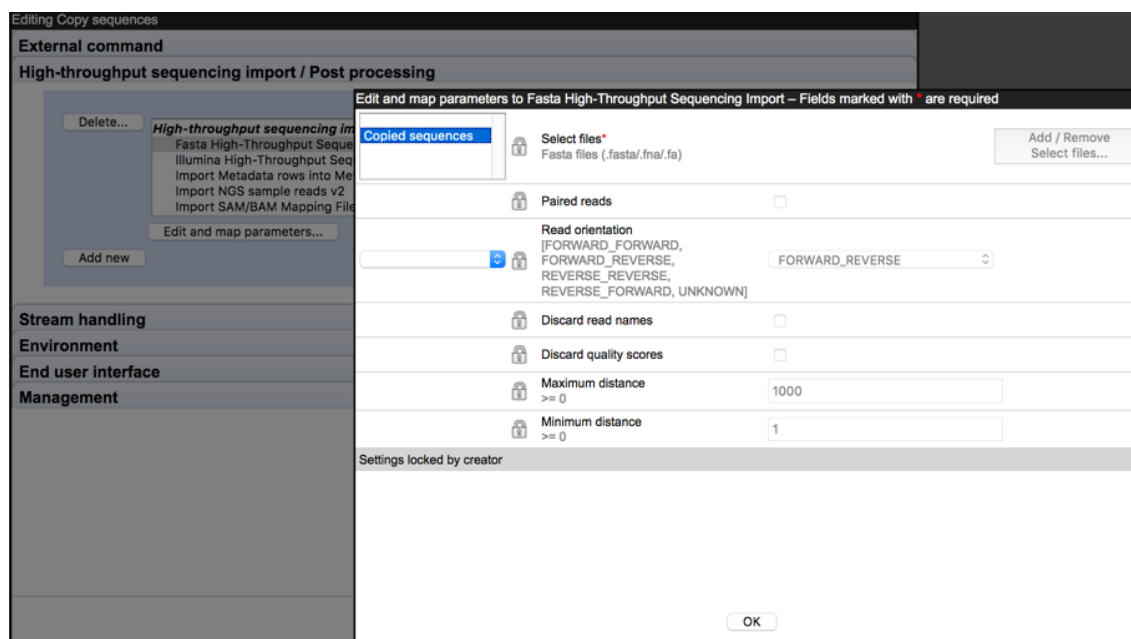 Editing Copy sequences
External command
High-throughput sequencing import / Post processing
Delete...
High-throughput sequencing im
Fasta High-Throughput Seque
Illumina High-Throughput Seq
Import Metadata rows into Me
Import NGS sample reads v2
Import SAM/BAM Mapping File
Edit and map parameters...
Add new
Stream handling
Environment
End user interface
Management
Edit and map parameters to Fasta High-Throughput Sequencing Import – Fields marked with * are required
Copied sequences
Select files*
Fasta files (.fasta/.fna/.fa)
Add / Remove
Select files...
Paired reads
Read orientation
[FORWARD_FORWARD,
FORWARD_REVERSE,
REVERSE_REVERSE,
REVERSE_FORWARD, UNKNOWN]
FORWARD_REVERSE
Discard read names
Discard quality scores
Maximum distance
>= 0
1000
Minimum distance
>= 0
1
Settings locked by creator
OK